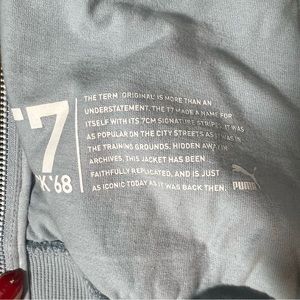 T7
K '68
THE TERM 'ORIGINAL' IS MORE THAN AN
UNDERSTATEMENT. THE T7 MADE A NAME FOR
ITSELF WITH ITS 7CM SIGNATURE STRIPE. IT WAS
AS POPULAR ON THE CITY STREETS AS IT WAS IN
THE TRAINING GROUNDS. HIDDEN AWAY IN
ARCHIVES, THIS JACKET HAS BEEN
FAITHFULLY REPLICATED, AND IS JUST
AS ICONIC TODAY AS IT WAS BACK THEN.
PUMA